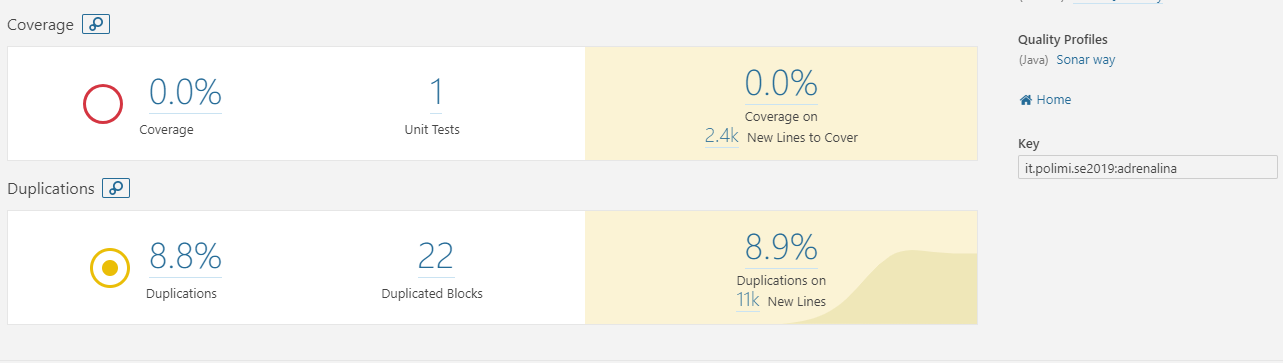 Coverage
0.0%
Coverage
1
Unit Tests
0.0%
Coverage on
2.4k New Lines to Cover
Duplications
8.8%
Duplications
22
Duplicated Blocks
8.9%
Duplications on
11k New Lines
Quality Profiles
(Java) Sonar way
Home
Key
it.polimi.se2019:adrenalina